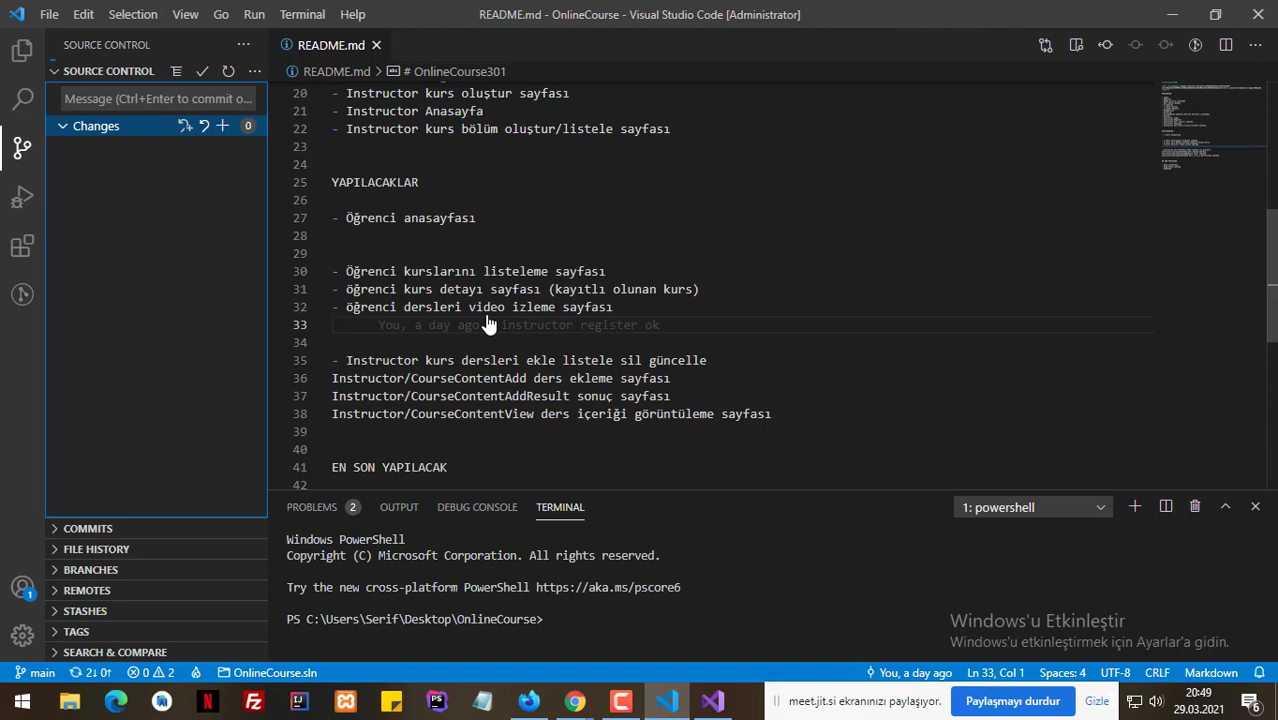 File Edit Selection View Go Run Terminal Help README.md - OnlineCourse - Visual Studio Code [Administrator]
SOURCE CONTROL
README.md
SOURCE CONTROL
README.md > # OnlineCourse301
Message (Ctrl+Enter to commit o...
Changes 0
20 - Instructor kurs oluştur sayfası
21 - Instructor Anasayfa
22 - Instructor kurs bölüm oluştur/listele sayfası
23
24
25 YAPILACAKLAR
26
27 - Öğrenci anasayfası
28
29
30 - Öğrenci kurslarını listeleme sayfası
31 - öğrenci kurs detayı sayfası (kayıtlı olunan kurs)
32 - öğrenci dersleri video izleme sayfası
33 You, a day ago instructor register ok
34
35 - Instructor kurs dersleri ekle listele sil güncelle
36 Instructor/CourseContentAdd ders ekleme sayfası
37 Instructor/CourseContentAddResult sonuç sayfası
38 Instructor/CourseContentView ders içeriği görüntüleme sayfası
39
40
41 EN SON YAPILACAK
42
COMMITS
FILE HISTORY
BRANCHES
REMOTES
STASHES
TAGS
SEARCH & COMPARE
PROBLEMS 2 OUTPUT DEBUG CONSOLE TERMINAL 1: powershell
Windows PowerShell
Copyright (C) Microsoft Corporation. All rights reserved.
Try the new cross-platform PowerShell https://aka.ms/pscore6
PS C:\Users\Serif\Desktop\OnlineCourse>
Windows'u Etkinleştir
Windows'u etkinleştirmek için Ayarlar'a gidin.
1
main 2↓ 0↑ 0 2 OnlineCourse.sln You, a day ago Ln 33, Col 1 Spaces: 4 UTF-8 CRLF Markdown
meet.jit.si ekranınızı paylaşıyor. Paylaşmayı durdur Gizle
20:49
29.03.2021
6